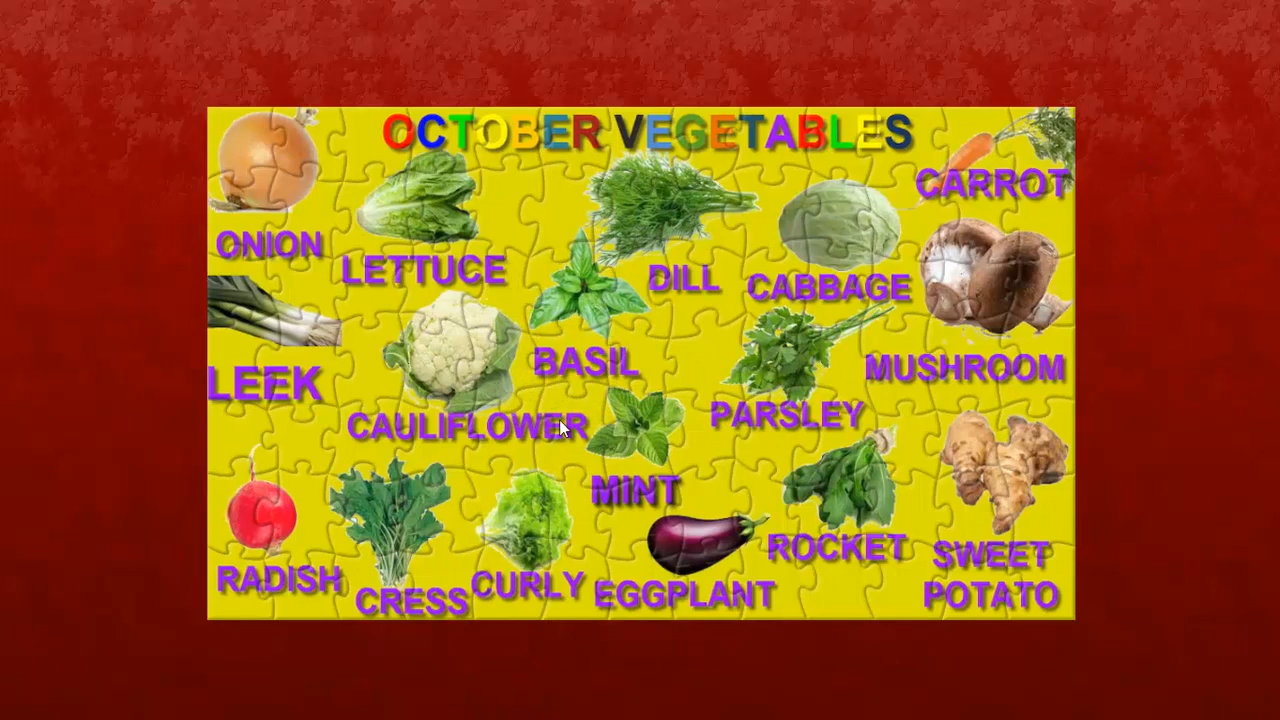 OCTOBER VEGETABLES
CARROT
ONION
LETTUCE
DILL
CABBAGE
BASIL
MUSHROOM
LEEK
CAULIFLOWER
PARSLEY
MINT
ROCKET
SWEET
POTATO
RADISH
CRESS
CURLY
EGGPLANT